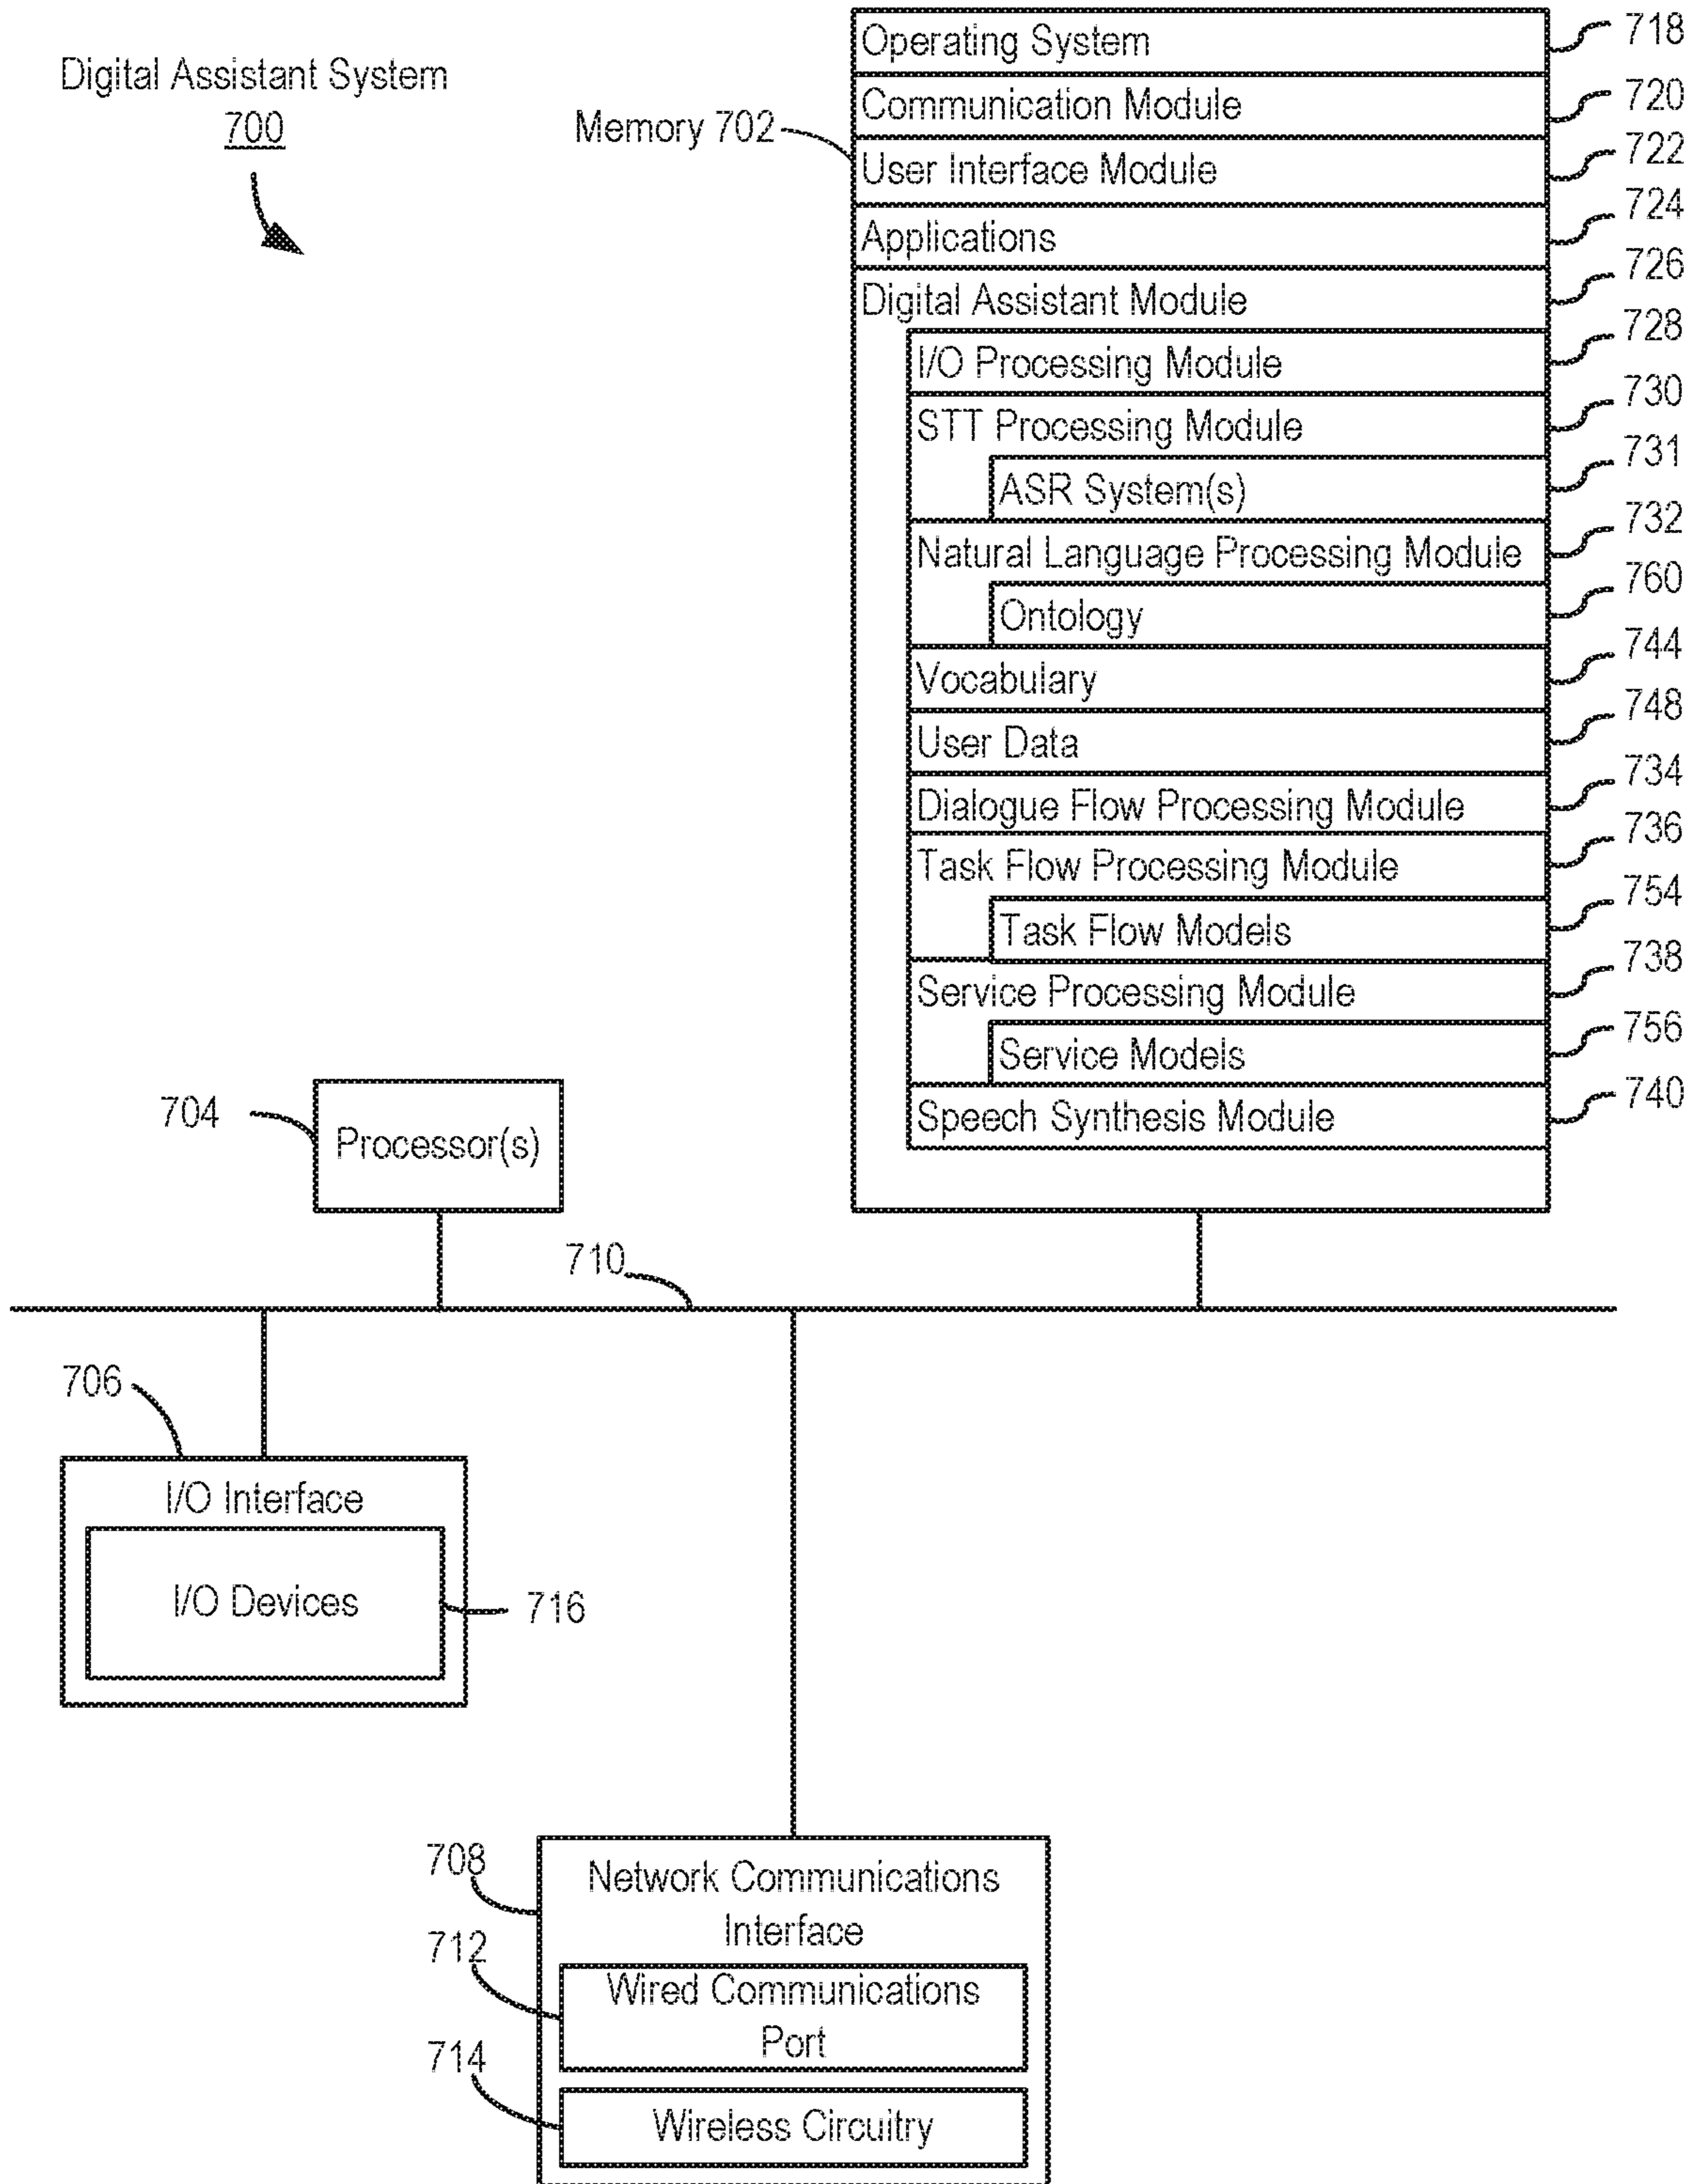 Digital Assistant System
700
Memory 702
Operating System 718
Communication Module 720
User Interface Module 722
Applications 724
Digital Assistant Module 726
I/O Processing Module 728
STT Processing Module 730
ASR System(s) 731
Natural Language Processing Module 732
Ontology 760
Vocabulary 744
User Data 748
Dialogue Flow Processing Module 734
Task Flow Processing Module 736
Task Flow Models 754
Service Processing Module 738
Service Models 756
Speech Synthesis Module 740
704
Processor(s)
710
706
I/O Interface
I/O Devices
716
708
Network Communications
Interface
712
Wired Communications
Port
714
Wireless Circuitry